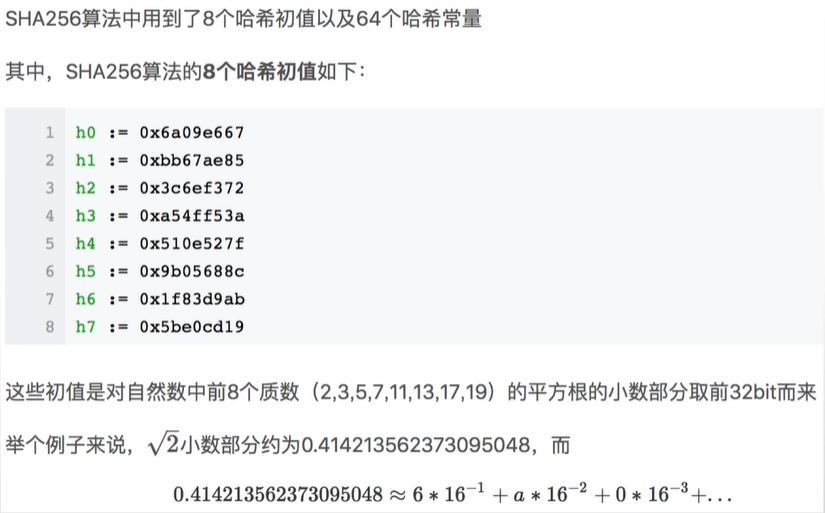 SHA256算法中用到了8个哈希初值以及64个哈希常量
其中，SHA256算法的8个哈希初值如下：
1 h0 := 0x6a09e667
2 h1 := 0xbb67ae85
3 h2 := 0x3c6ef372
4 h3 := 0xa54ff53a
5 h4 := 0x510e527f
6 h5 := 0x9b05688c
7 h6 := 0x1f83d9ab
8 h7 := 0x5be0cd19
这些初值是对自然数中前8个质数（2,3,5,7,11,13,17,19）的平方根的小数部分取前32bit而来
举个例子来说，√2小数部分约为0.414213562373095048，而
0.414213562373095048 ≈ 6 * 16⁻¹ + a * 16⁻² + 0 * 16⁻³ + ...